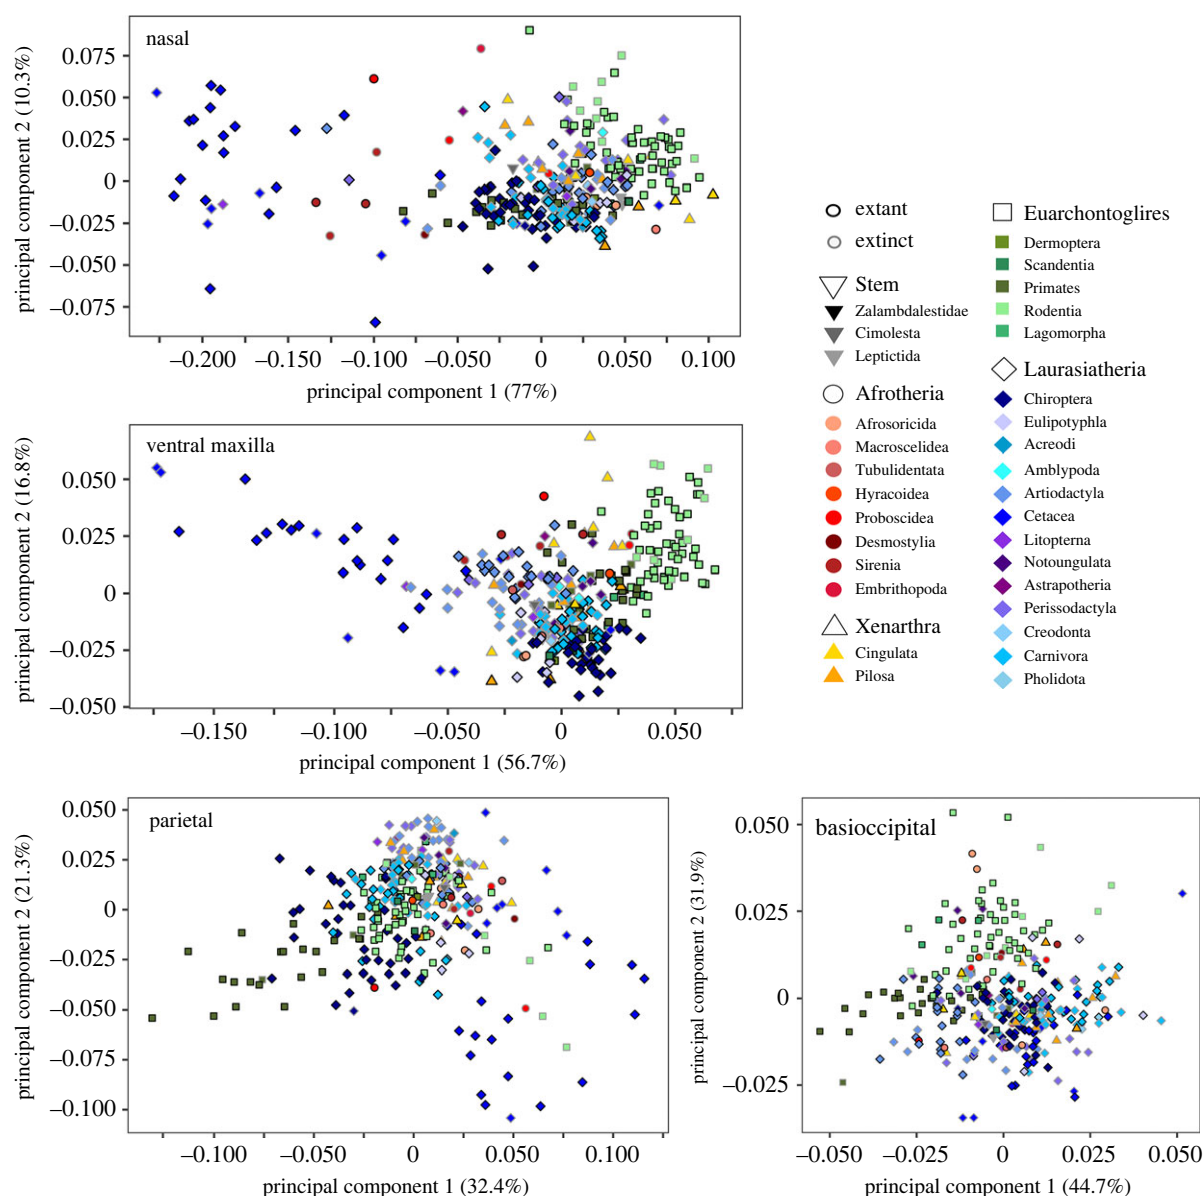 nasal
principal component 2 (10.3%)
0.075
0.050
0.025
0
−0.025
−0.050
−0.075
−0.200 −0.150 −0.100 −0.050 0 0.050 0.100
principal component 1 (77%)
ventral maxilla
principal component 2 (16.8%)
0.050
0.025
0
−0.025
−0.050
−0.150 −0.100 −0.050 0 0.050
principal component 1 (56.7%)
extant
extinct
Stem
Zalambdalestidae
Cimolesta
Leptictida
Afrotheria
Afrosoricida
Macroscelidea
Tubulidentata
Hyracoidea
Proboscidea
Desmostylia
Sirenia
Embrithopoda
Xenarthra
Cingulata
Pilosa
Euarchontoglires
Dermoptera
Scandentia
Primates
Rodentia
Lagomorpha
Laurasiatheria
Chiroptera
Eulipotyphla
Acreodi
Amblypoda
Artiodactyla
Cetacea
Litopterna
Notoungulata
Astrapotheria
Perissodactyla
Creodonta
Carnivora
Pholidota
parietal
principal component 2 (21.3%)
0.050
0.025
0
−0.025
−0.050
−0.075
−0.100
−0.100 −0.050 0 0.050 0.100
principal component 1 (32.4%)
basioccipital
principal component 2 (31.9%)
0.050
0.025
0
−0.025
−0.050 −0.025 0 0.025 0.050
principal component 1 (44.7%)